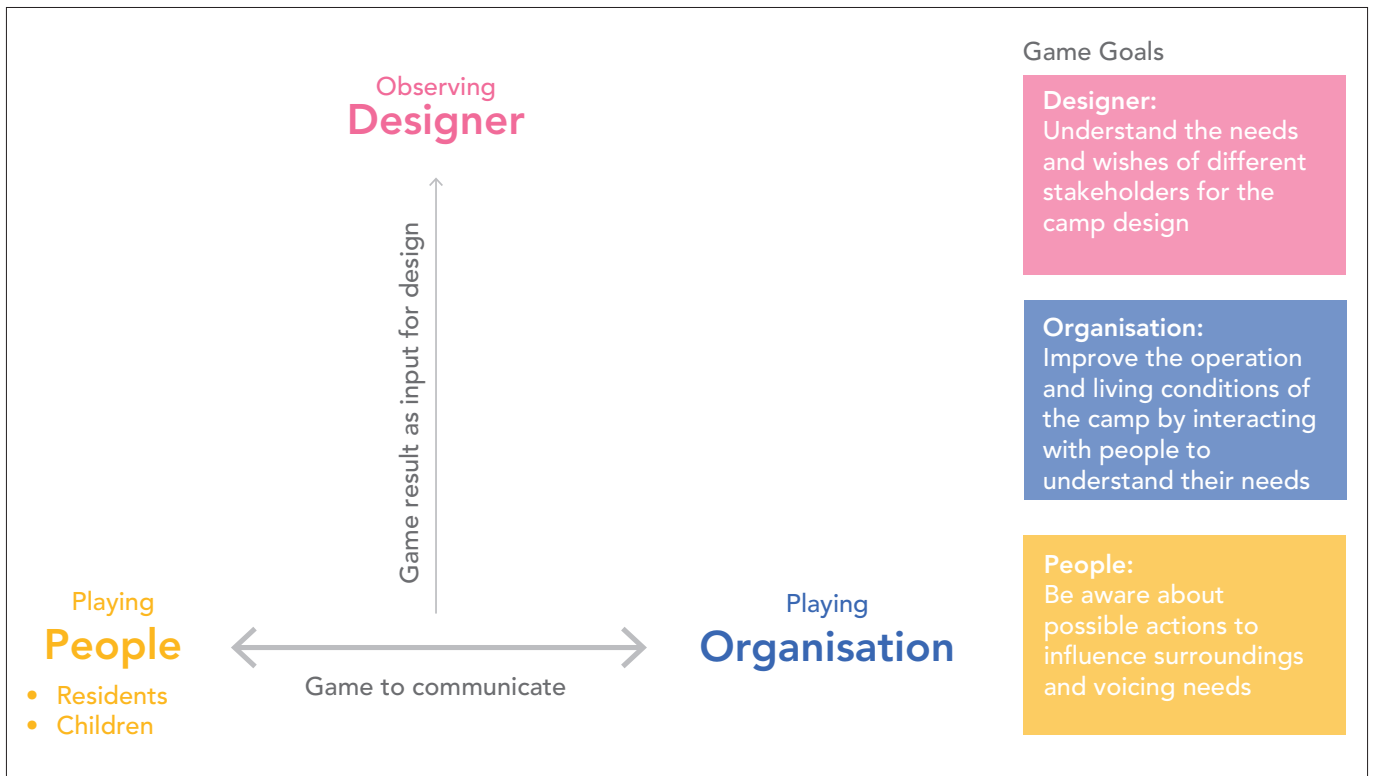 Observing
Designer
Game result as input for design
Playing
People
• Residents
• Children
Game to communicate
Playing
Organisation
Game Goals
Designer:
Understand the needs
and wishes of different
stakeholders for the
camp design
Organisation:
Improve the operation
and living conditions of
the camp by interacting
with people to
understand their needs
People:
Be aware about
possible actions to
influence surroundings
and voicing needs